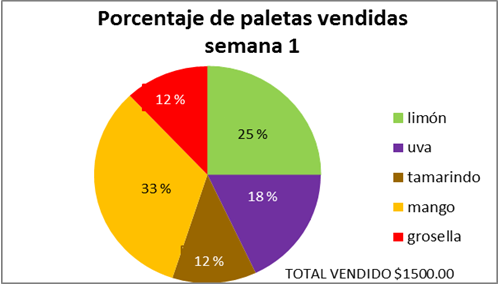 Porcentaje de paletas vendidas
semana 1
12 %
25 %
33 %
18 %
12 %
limón
uva
tamarindo
mango
grosella
TOTAL VENDIDO $1500.00